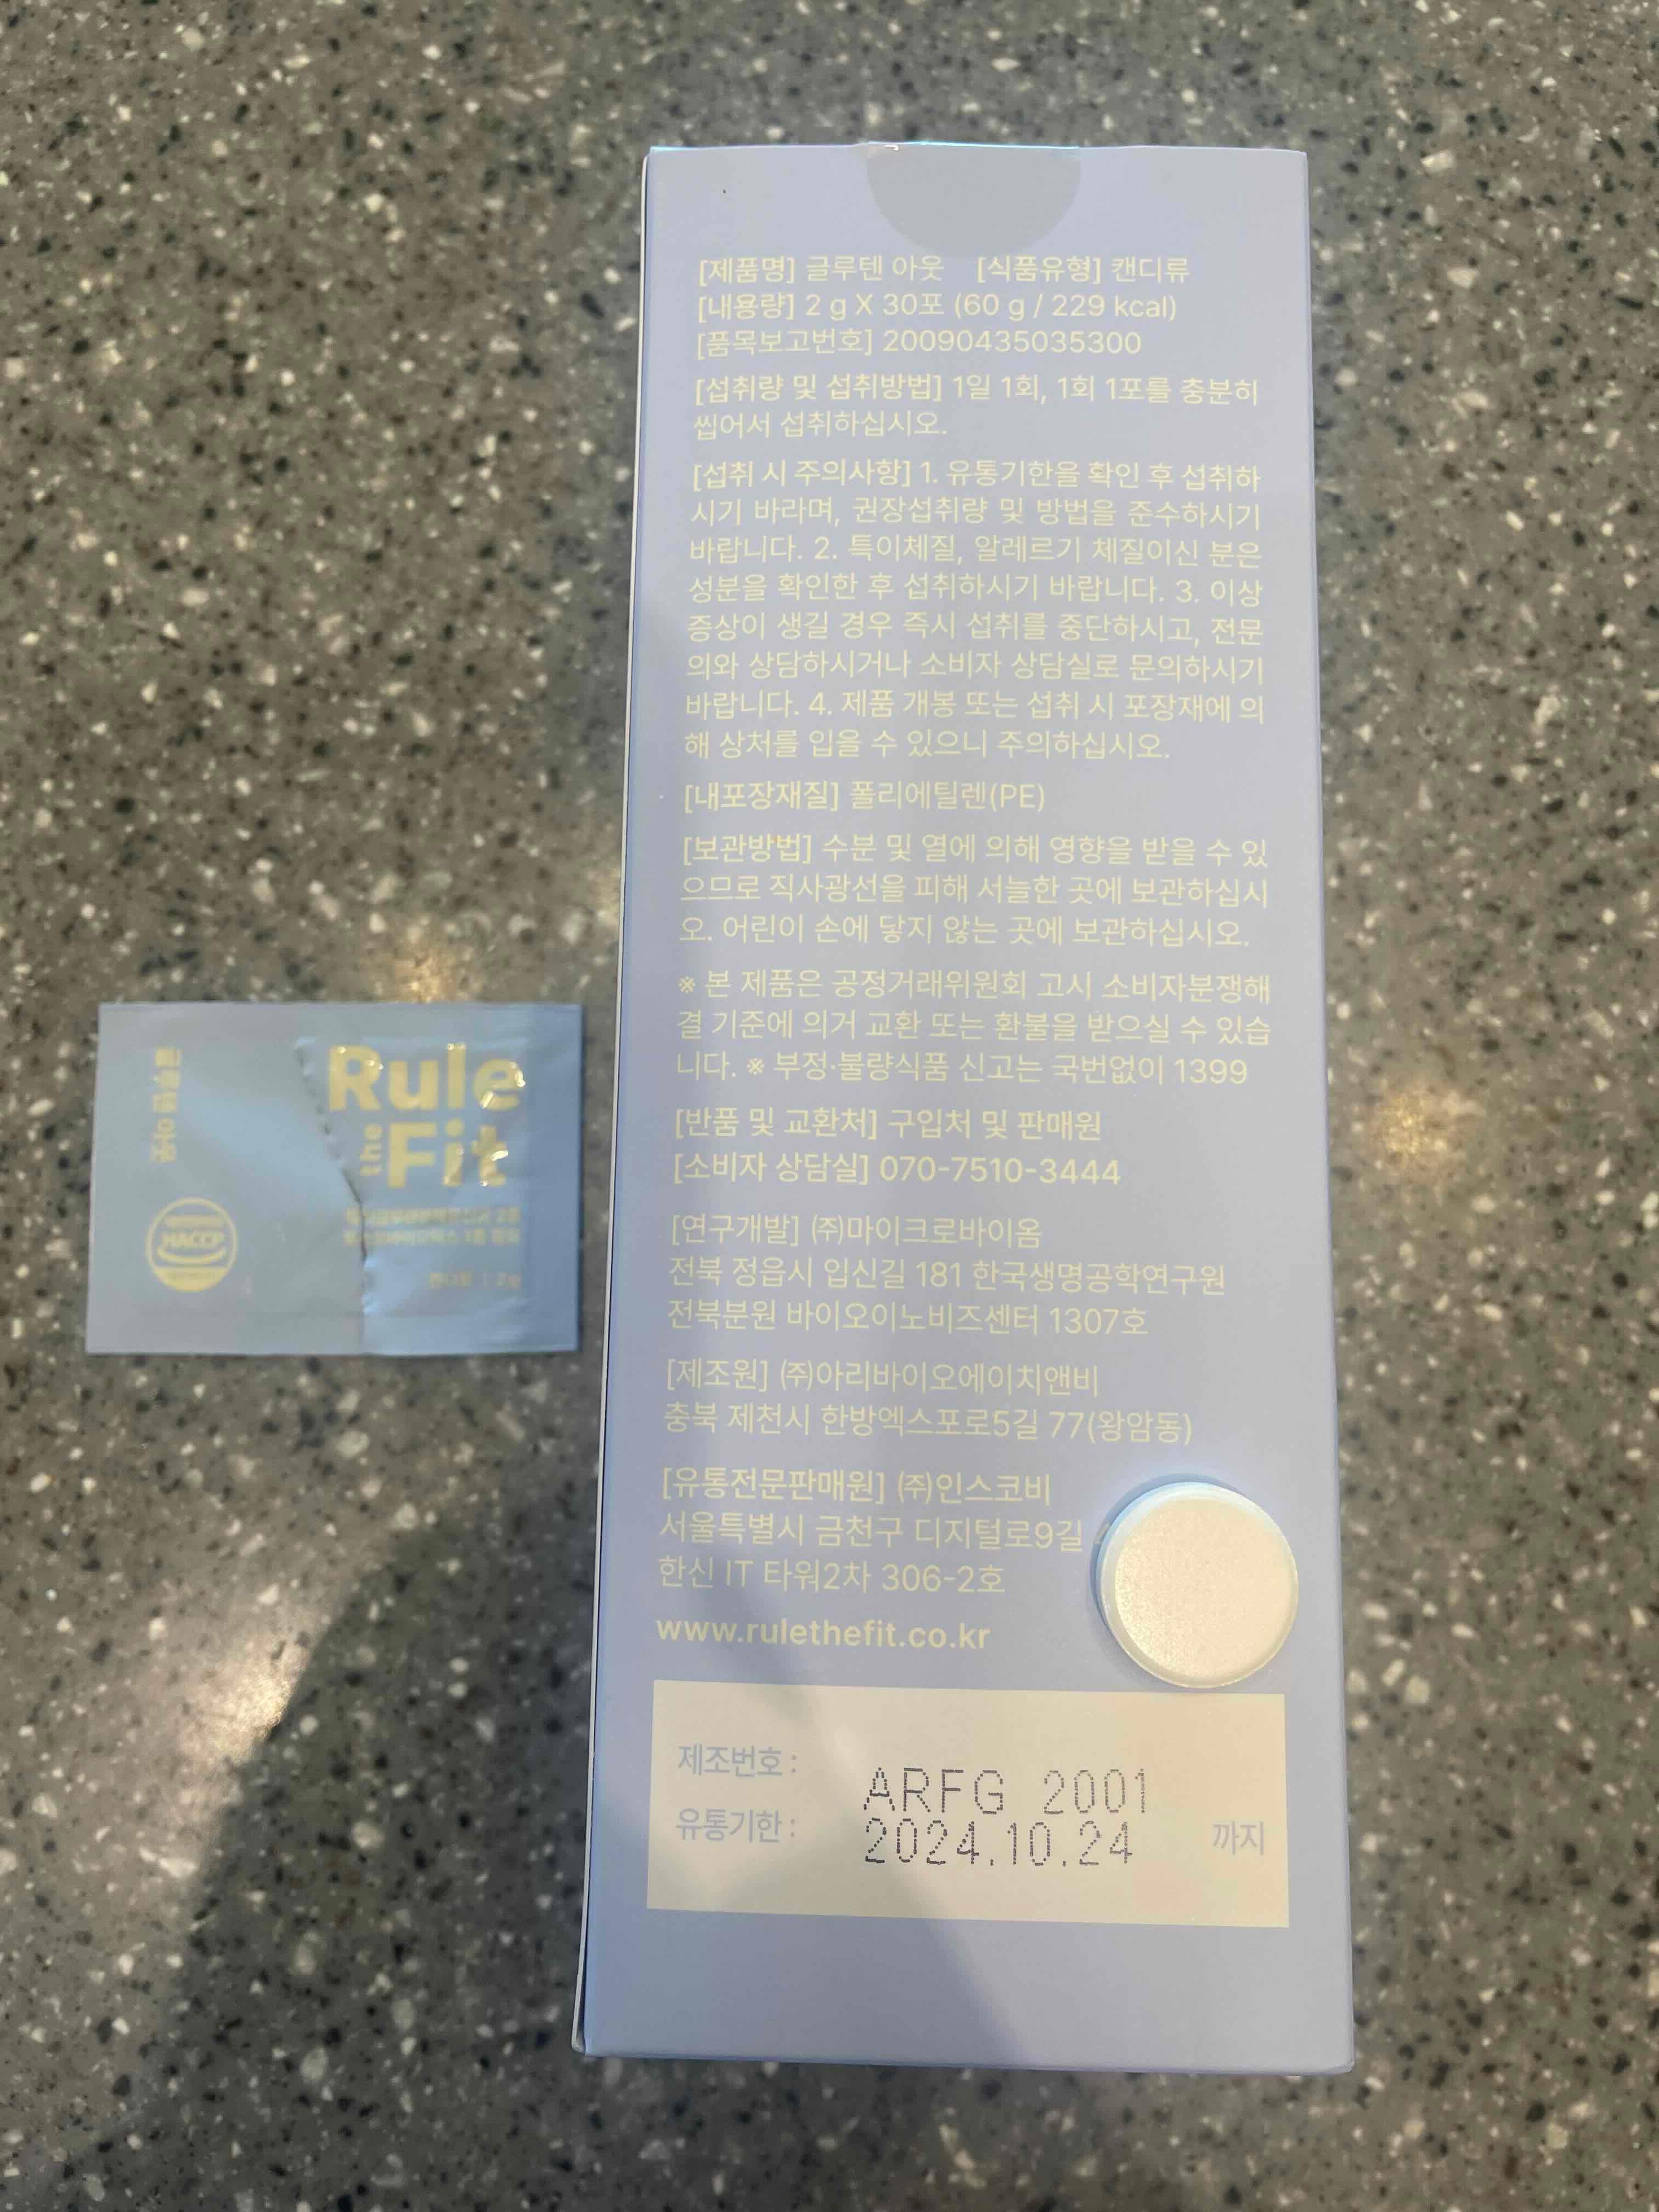 [제품명] 글루텐 아웃 [식품유형] 캔디류
[내용량] 2 g X 30포 (60 g / 229 kcal)
[품목보고번호] 20090435035300
[섭취량 및 섭취방법] 1일 1회, 1회 1포를 충분히
씹어서 섭취하십시오.
[섭취 시 주의사항] 1. 유통기한을 확인 후 섭취하
시기 바라며, 권장섭취량 및 방법을 준수하시기
바랍니다. 2. 특이체질, 알레르기 체질이신 분은
성분을 확인한 후 섭취하시기 바랍니다. 3. 이상
증상이 생길 경우 즉시 섭취를 중단하시고, 전문
의와 상담하시거나 소비자 상담실로 문의하시기
바랍니다. 4. 제품 개봉 또는 섭취 시 포장재에 의
해 상처를 입을 수 있으니 주의하십시오.
[내포장재질] 폴리에틸렌(PE)
[보관방법] 수분 및 열에 의해 영향을 받을 수 있
으므로 직사광선을 피해 서늘한 곳에 보관하십시
오. 어린이 손에 닿지 않는 곳에 보관하십시오.
※ 본 제품은 공정거래위원회 고시 소비자분쟁해
결 기준에 의거 교환 또는 환불을 받으실 수 있습
니다. ※ 부정·불량식품 신고는 국번없이 1399
[반품 및 교환처] 구입처 및 판매원
[소비자 상담실] 070-7510-3444
[연구개발] ㈜마이크로바이옴
전북 정읍시 입신길 181 한국생명공학연구원
전북분원 바이오이노비즈센터 1307호
[제조원] ㈜아리바이오에이치앤비
충북 제천시 한방엑스포로5길 77(왕암동)
[유통전문판매원] ㈜인스코비
서울특별시 금천구 디지털로9길
한신 IT 타워2차 306-2호
www.rulethefit.co.kr
제조번호 : ARFG 2001
유통기한 : 2024.10.24 까지
글루텐 아웃
HACCP
Rule
the Fit
캔디류 | 2g